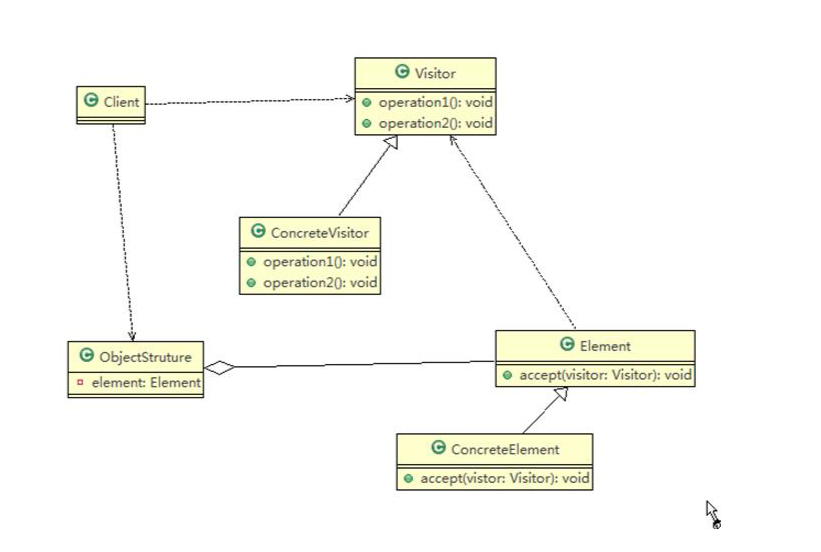 Visitor
operation1(): void
operation2(): void
Client
ConcreteVisitor
operation1(): void
operation2(): void
ObjectStruture
element: Element
Element
accept(visitor: Visitor): void
ConcreteElement
accept(vistor: Visitor): void